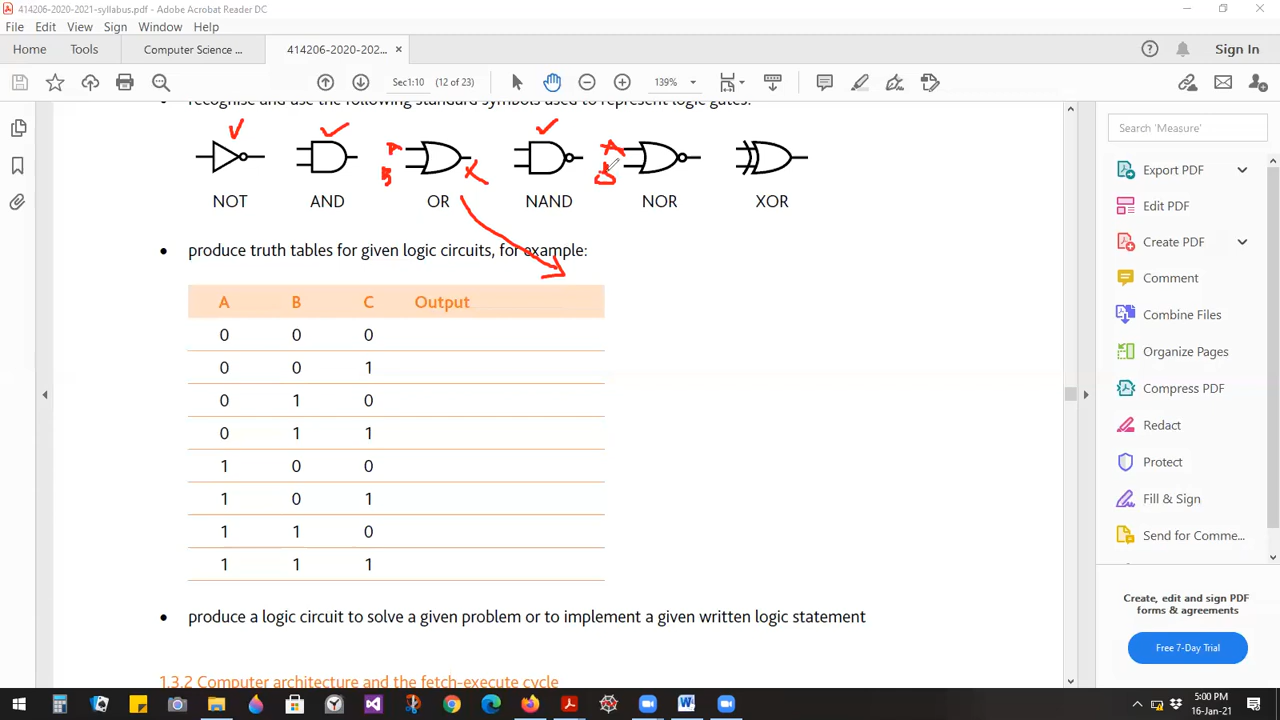 414206-2020-2021-syllabus.pdf - Adobe Acrobat Reader DC
File Edit View Sign Window Help
Home Tools Computer Science ... 414206-2020-202... × Sign In
Sec1:10 (12 of 23) 139%
recognise and use the following standard symbols used to represent logic gates.
A B X A B
NOT AND OR NAND NOR XOR
• produce truth tables for given logic circuits, for example:
A B C Output
0 0 0
0 0 1
0 1 0
0 1 1
1 0 0
1 0 1
1 1 0
1 1 1
• produce a logic circuit to solve a given problem or to implement a given written logic statement
1.3.2 Computer architecture and the fetch-execute cycle
Search 'Measure'
Export PDF
Edit PDF
Create PDF
Comment
Combine Files
Organize Pages
Compress PDF
Redact
Protect
Fill & Sign
Send for Comme...
Create, edit and sign PDF
forms & agreements
Free 7-Day Trial
5:00 PM
16-Jan-21